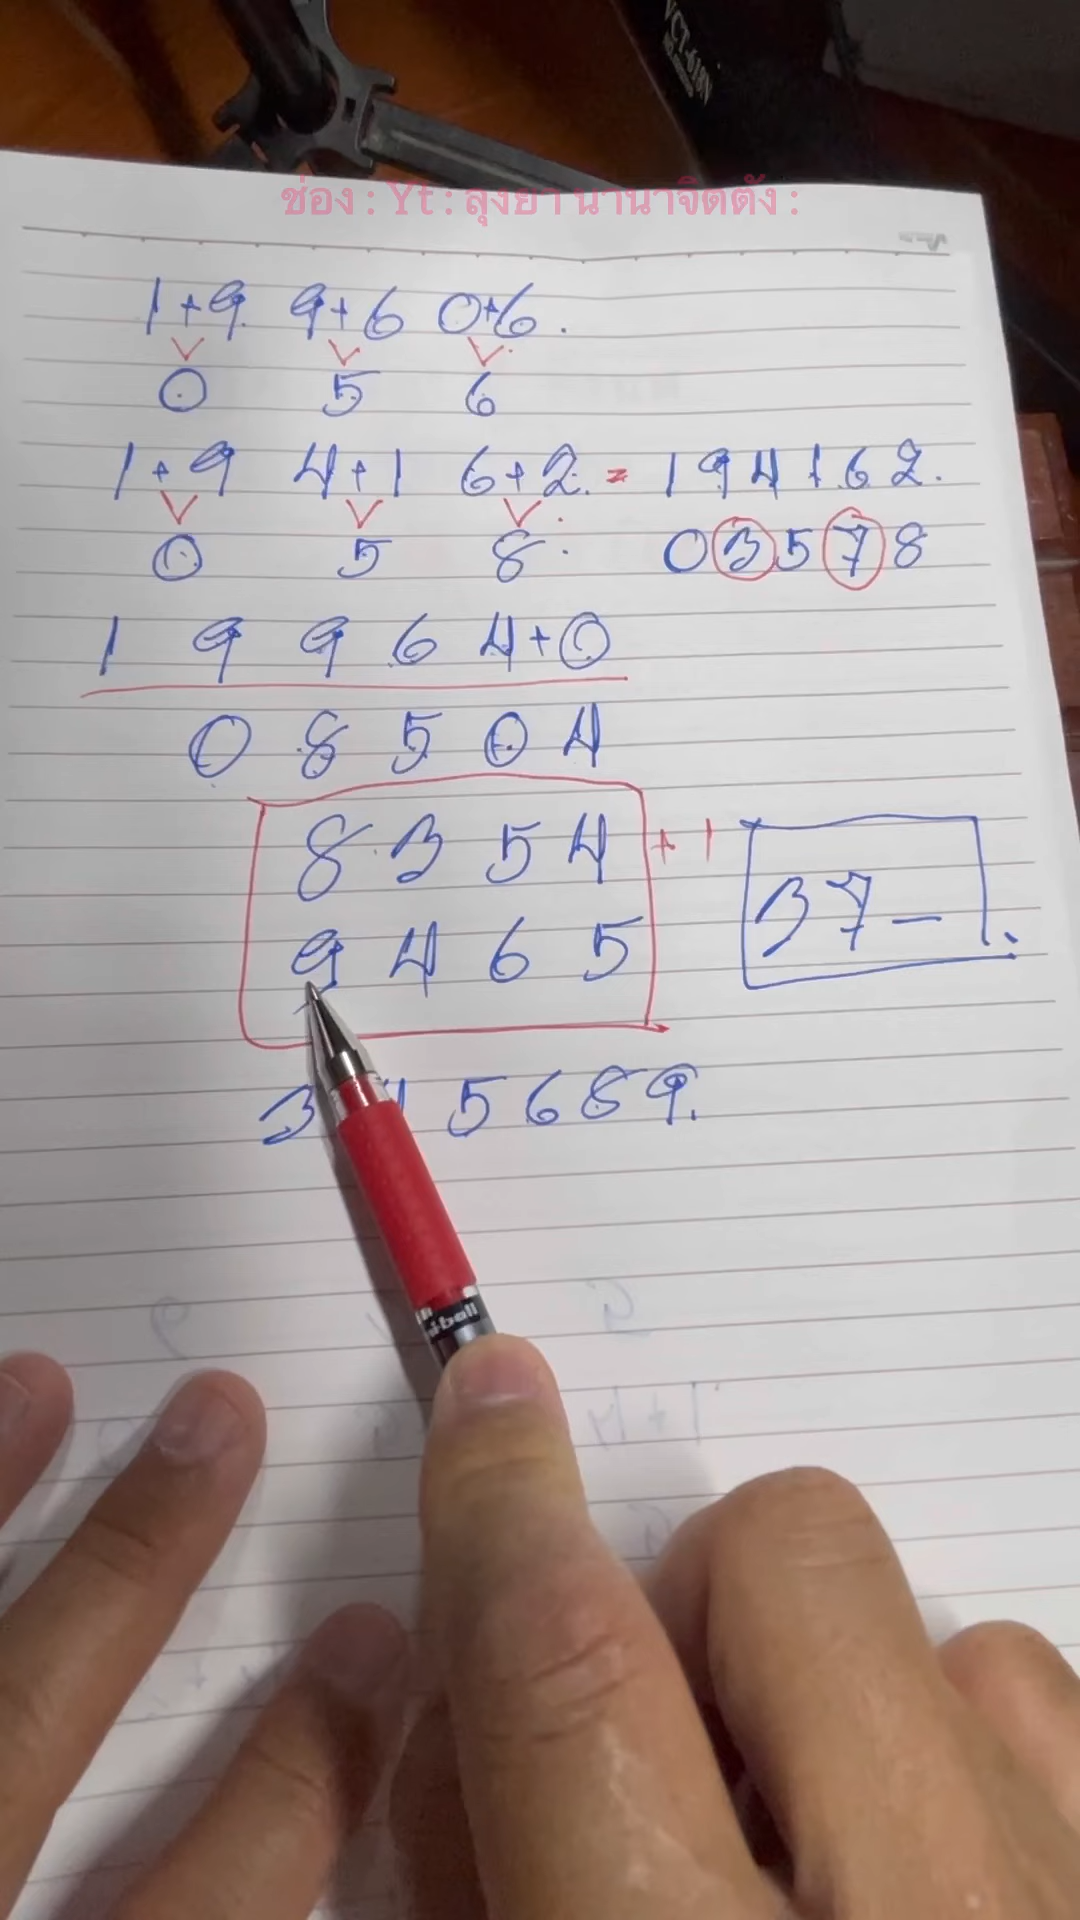 VCT-618N
ช่อง : Yt : ลุงยา นานาจิตตัง :
1+9 9+6 0+6.
0 5 6
1+9 4+1 6+2. = 194162.
0 5 8. 03578
1 9 9 6 4+0
0 8 5 0 4
8 3 5 4 +1
9 4 6 5 37-
3 5689.